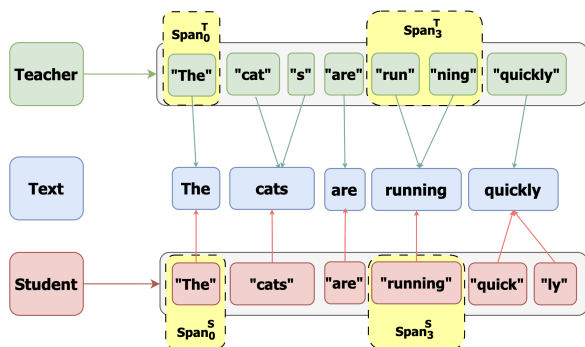 Span₀ᵀ
Span₃ᵀ
Teacher "The" "cat" "s" "are" "run" "ning" "quickly"
Text The cats are running quickly
Student "The" "cats" "are" "running" "quick" "ly"
Span₀ˢ
Span₃ˢ